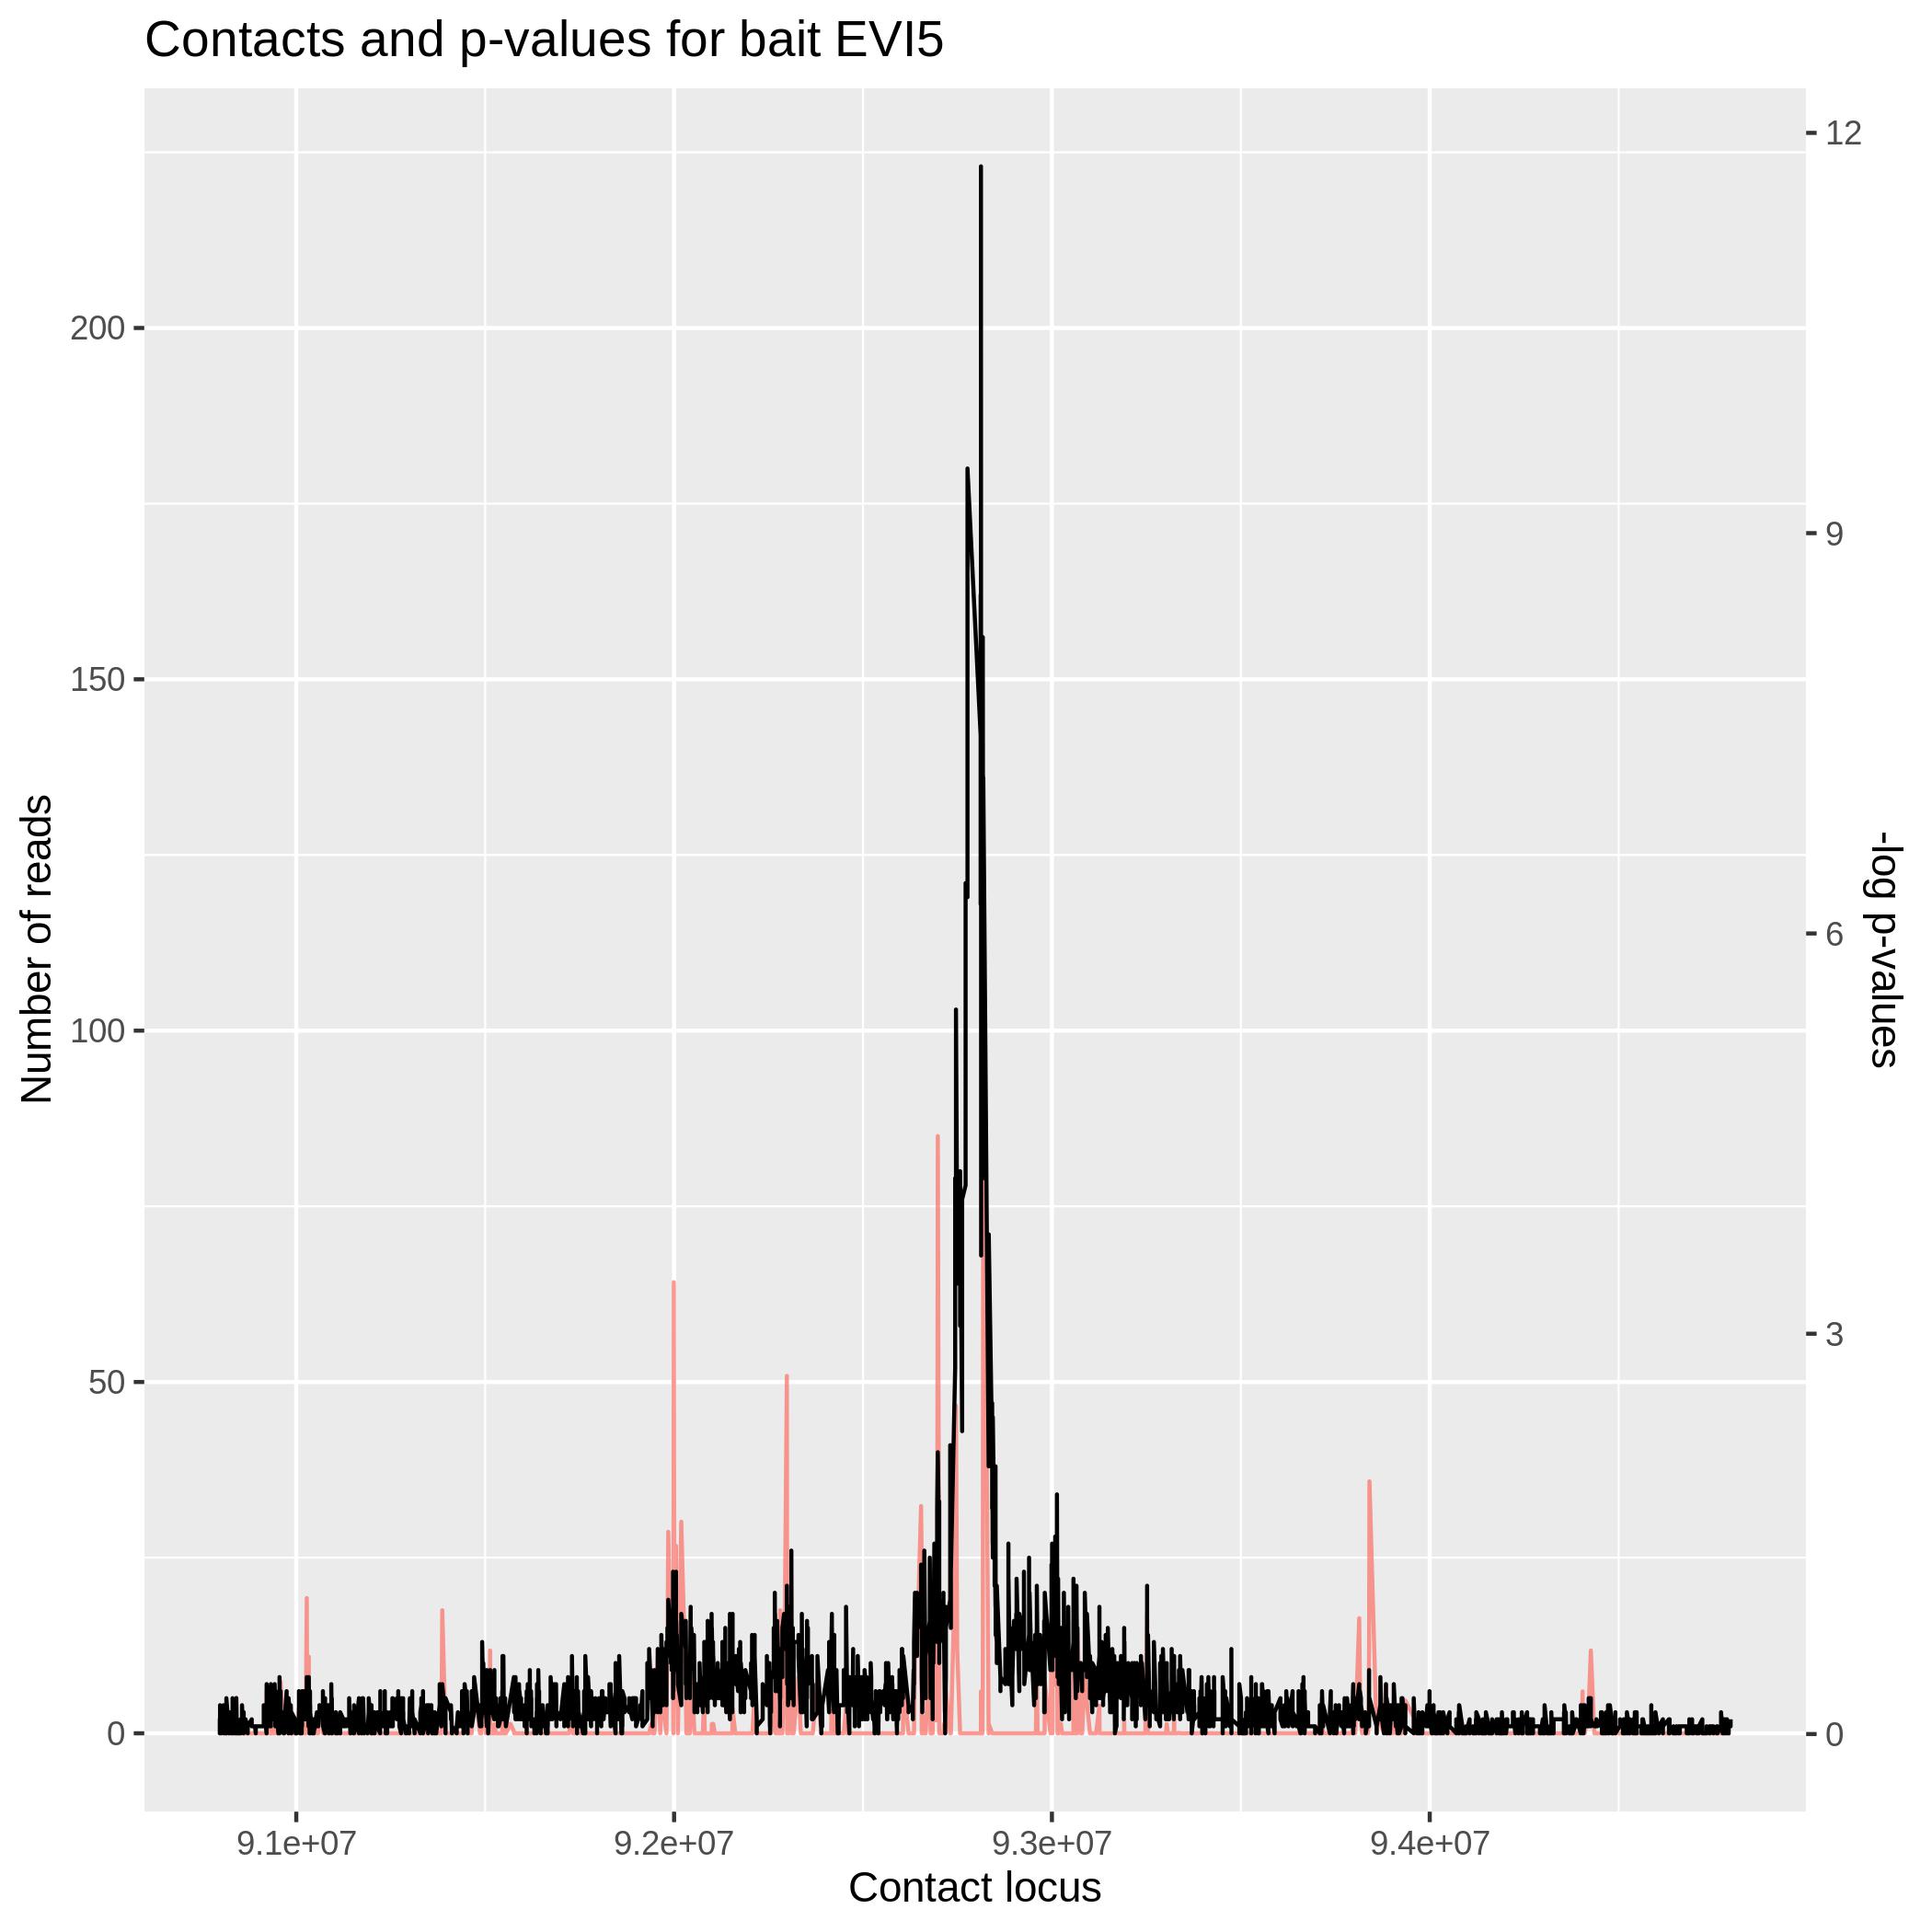 Contacts and p-values for bait EVI5
Number of reads
200
150
100
50
0
12
9
6
3
0
-log p-values
9.1e+07
9.2e+07
9.3e+07
9.4e+07
Contact locus